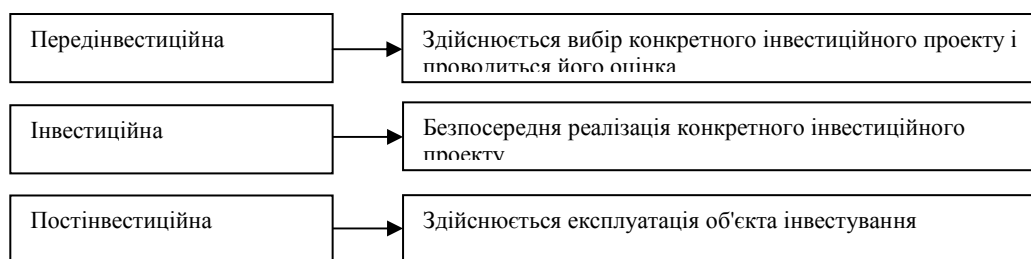 Передінвестиційна
Здійснюється вибір конкретного інвестиційного проекту і
проводиться його оцінка
Інвестиційна
Безпосередня реалізація конкретного інвестиційного
проекту
Постінвестиційна
Здійснюється експлуатація об'єкта інвестування